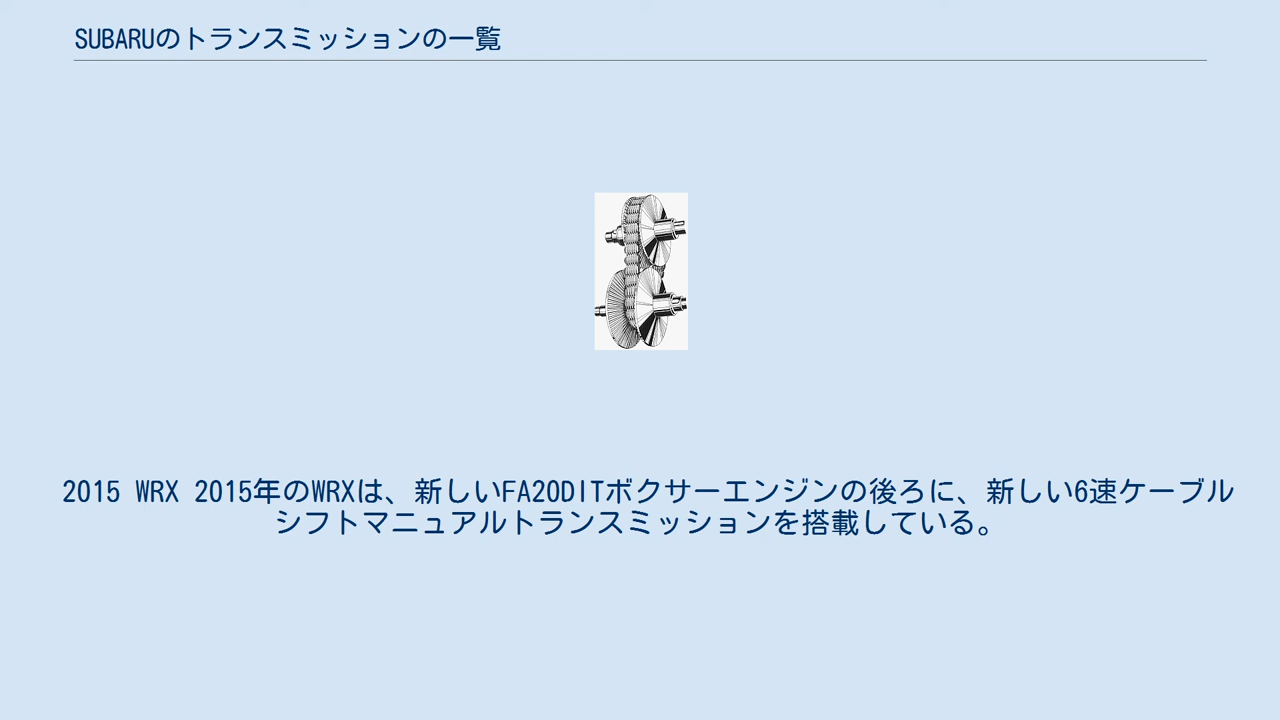 SUBARUのトランスミッションの一覧
2015 WRX 2015年のWRXは、新しいFA20DITボクサーエンジンの後ろに、新しい6速ケーブル
シフトマニュアルトランスミッションを搭載している。